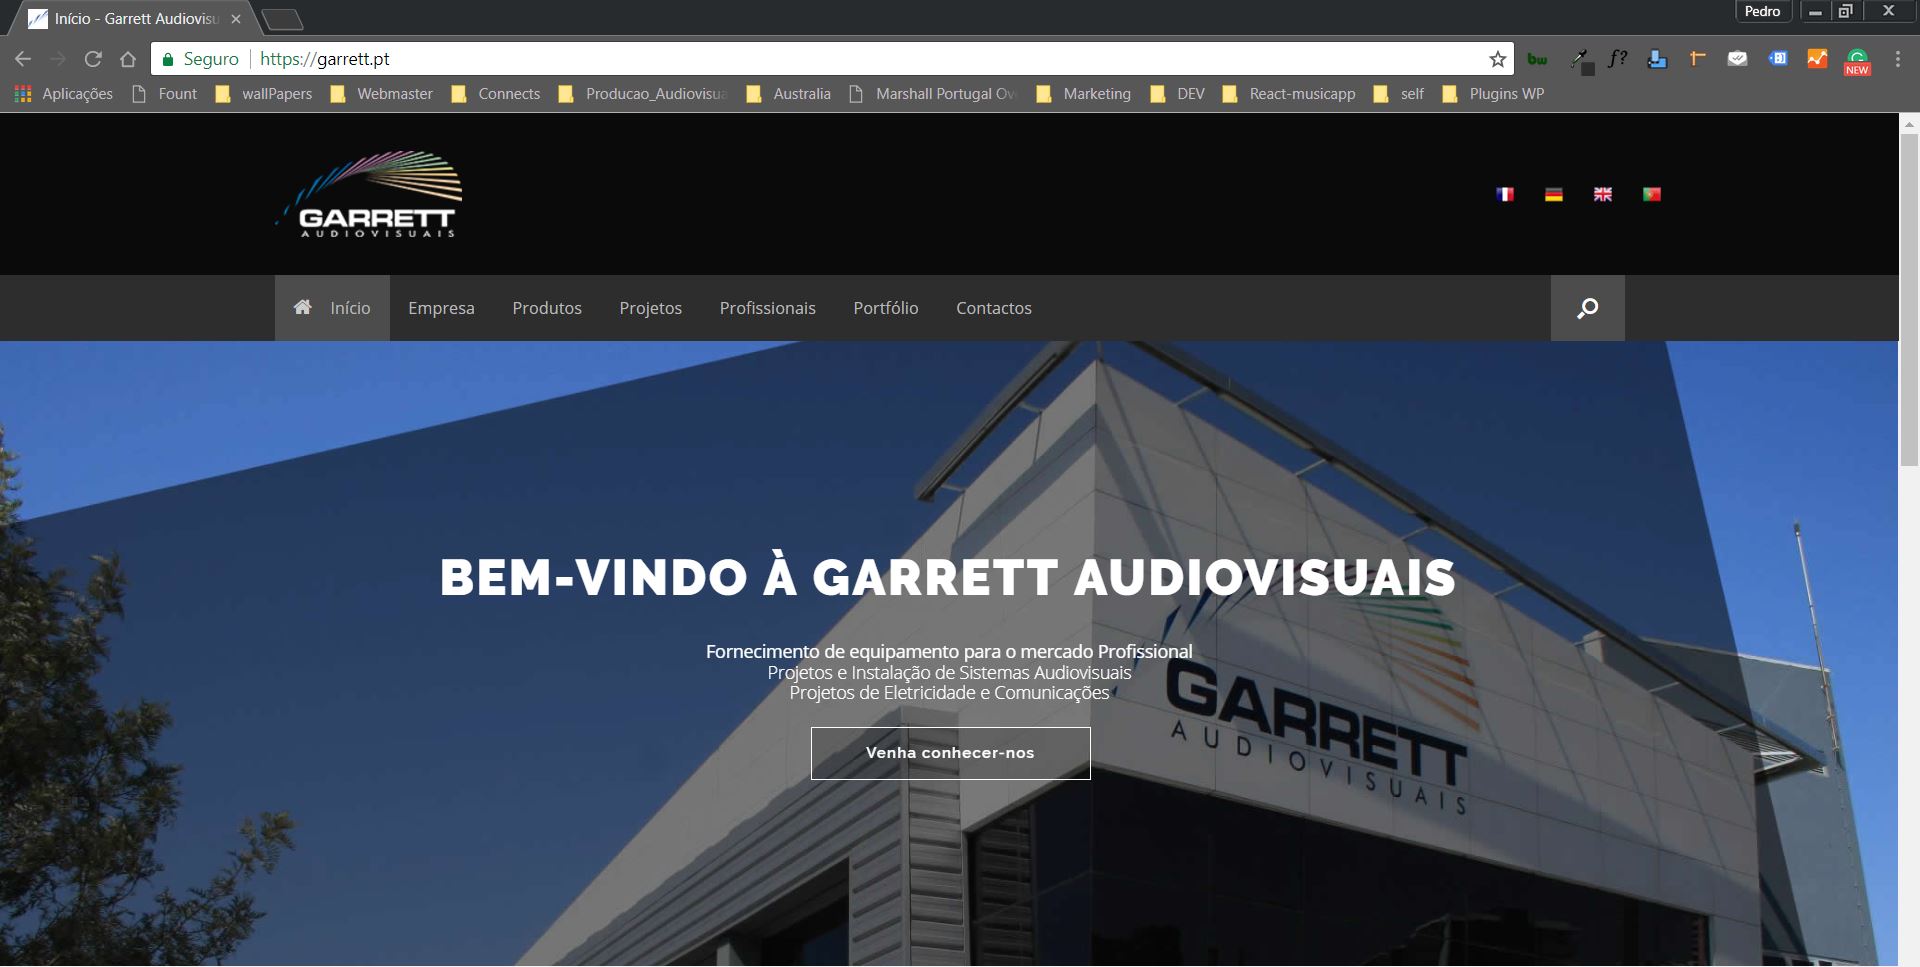 Início - Garrett Audiovisu
Pedro
Seguro
https://garrett.pt
bw
f?
NEW
Aplicações
Fount
wallPapers
Webmaster
Connects
Producao_Audiovisua
Australia
Marshall Portugal Ov
Marketing
DEV
React-musicapp
self
Plugins WP
GARRETT
AUDIOVISUAIS
Início
Empresa
Produtos
Projetos
Profissionais
Portfólio
Contactos
BEM-VINDO À GARRETT AUDIOVISUAIS
Fornecimento de equipamento para o mercado Profissional
Projetos e Instalação de Sistemas Audiovisuais
Projetos de Eletricidade e Comunicações
Venha conhecer-nos
GARRETT
AUDIOVISUAIS